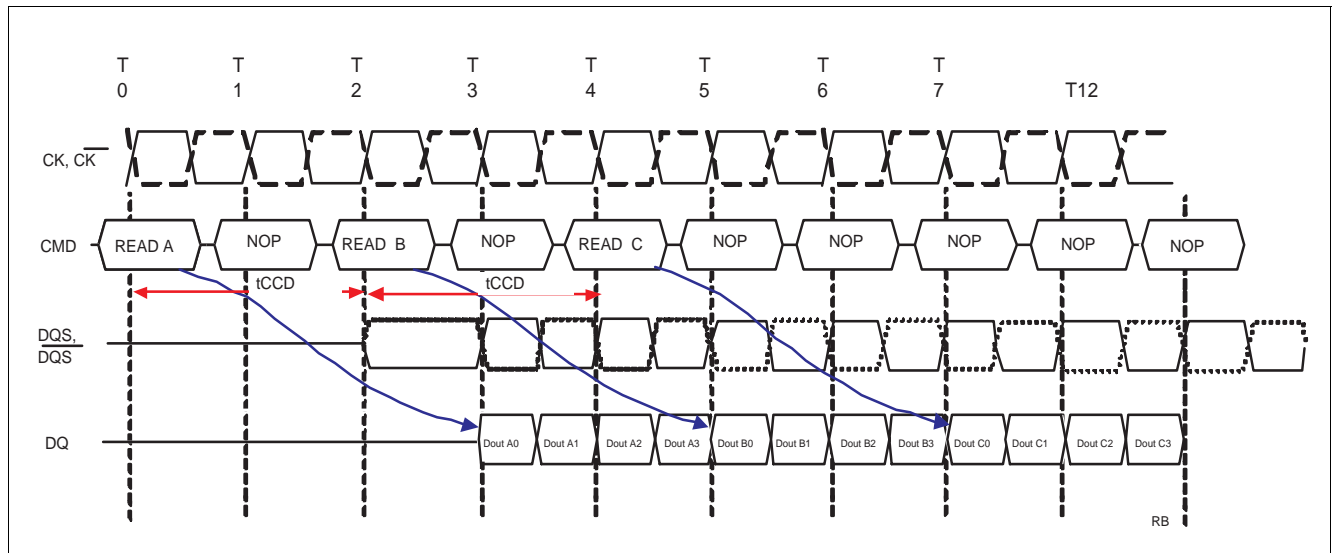 T T T T T T T T
0 1 2 3 4 5 6 7 T12
CK, CK
CMD READ A NOP READ B NOP READ C NOP NOP NOP NOP NOP
tCCD tCCD
DQS,
DQS
DQ Dout A0 Dout A1 Dout A2 Dout A3 Dout B0 Dout B1 Dout B2 Dout B3 Dout C0 Dout C1 Dout C2 Dout C3
RB